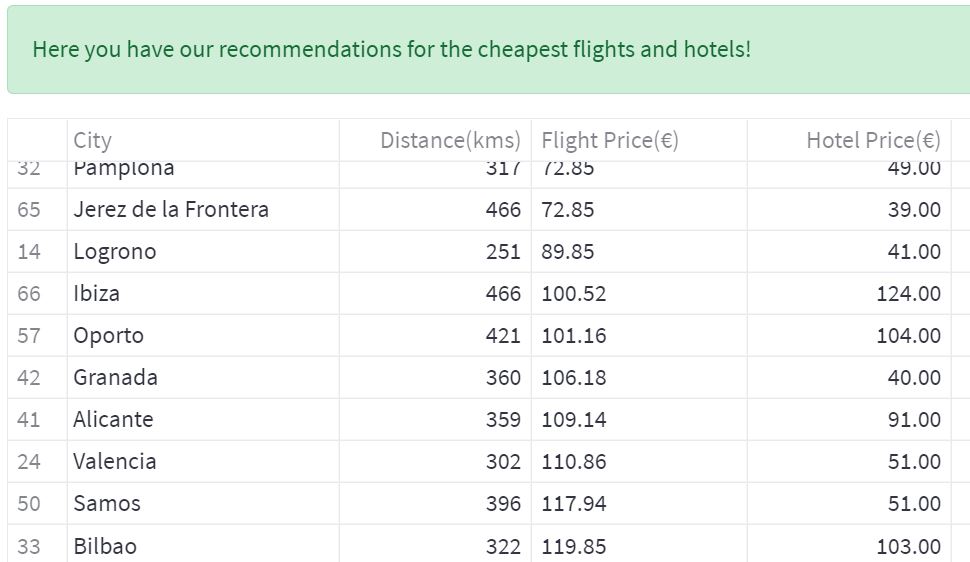 Here you have our recommendations for the cheapest flights and hotels!
City Distance(kms) Flight Price(€) Hotel Price(€)
32 Pamplona 317 72.85 49.00
65 Jerez de la Frontera 466 72.85 39.00
14 Logrono 251 89.85 41.00
66 Ibiza 466 100.52 124.00
57 Oporto 421 101.16 104.00
42 Granada 360 106.18 40.00
41 Alicante 359 109.14 91.00
24 Valencia 302 110.86 51.00
50 Samos 396 117.94 51.00
33 Bilbao 322 119.85 103.00